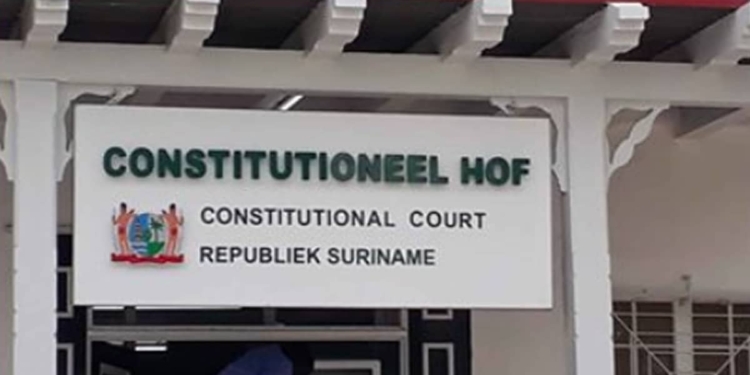 CONSTITUTIONEEL HOF
CONSTITUTIONAL COURT
REPUBLIEK SURINAME